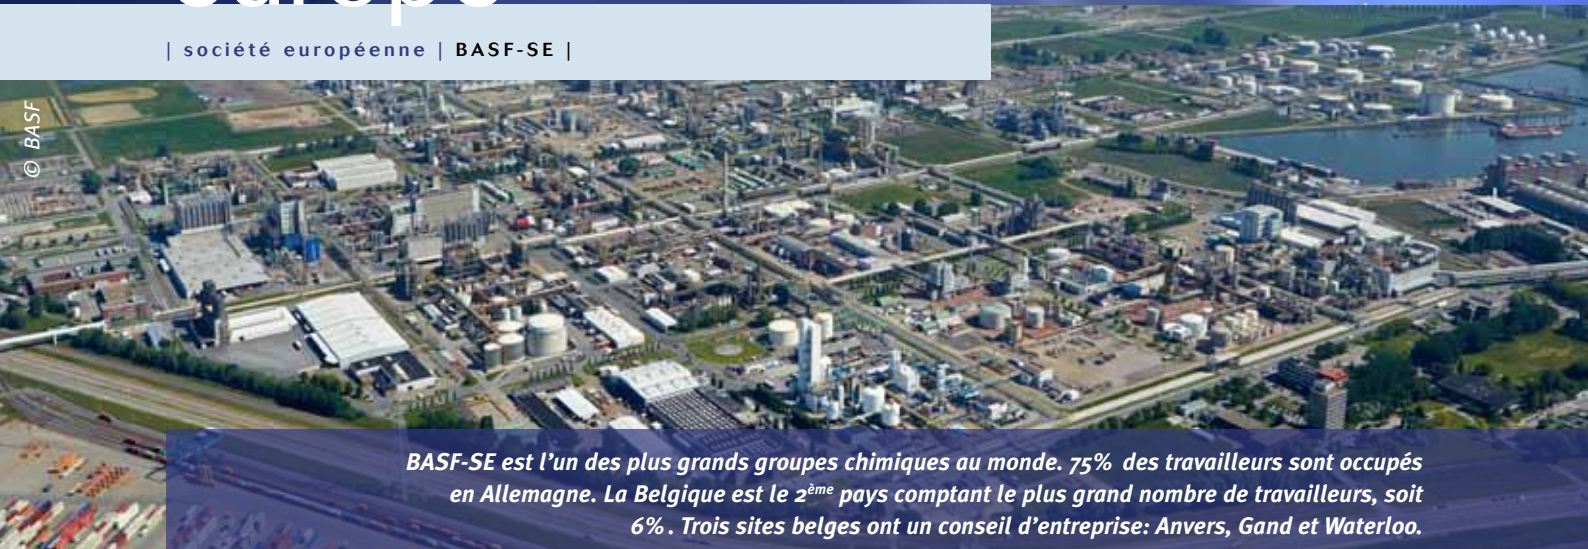 europe
| société européenne | BASF-SE |
© BASF
BASF-SE est l’un des plus grands groupes chimiques au monde. 75% des travailleurs sont occupés
en Allemagne. La Belgique est le 2ème pays comptant le plus grand nombre de travailleurs, soit
6%. Trois sites belges ont un conseil d’entreprise: Anvers, Gand et Waterloo.